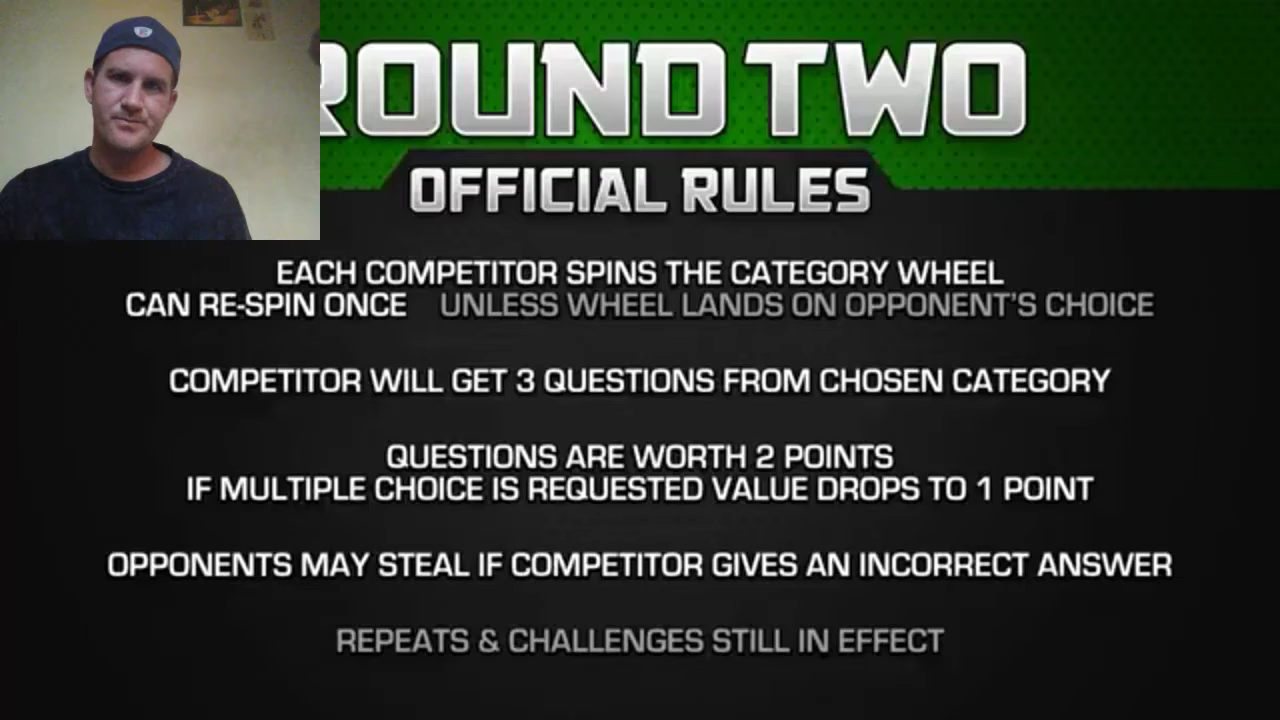 ROUND TWO
OFFICIAL RULES
EACH COMPETITOR SPINS THE CATEGORY WHEEL
CAN RE-SPIN ONCE UNLESS WHEEL LANDS ON OPPONENT'S CHOICE
COMPETITOR WILL GET 3 QUESTIONS FROM CHOSEN CATEGORY
QUESTIONS ARE WORTH 2 POINTS
IF MULTIPLE CHOICE IS REQUESTED VALUE DROPS TO 1 POINT
OPPONENTS MAY STEAL IF COMPETITOR GIVES AN INCORRECT ANSWER
REPEATS & CHALLENGES STILL IN EFFECT